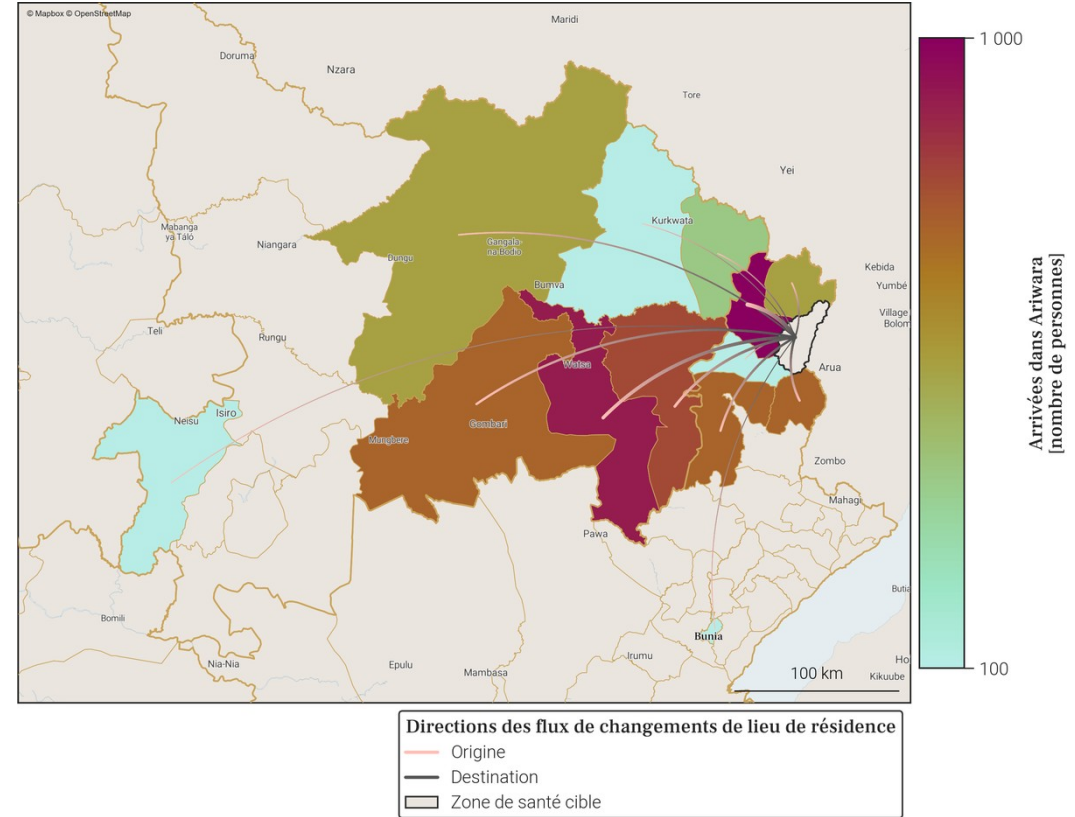 © Mapbox © OpenStreetMap
Maridi
Doruma
Nzara
Tore
Yei
Kurkwata
Mabanga
ya Táló
Niangara
Gangala-
na-Bodio
Dungu
Kebida
Bumva
Yumbé
Village
Bolom
Teli
Rungu
Watsa
Arua
Isiro
Neisu
Gombari
Mungbere
Zombo
Mahagi
Pawa
Butia
Bomili
Bunia
Irumu
Nia-Nia
Epulu
Mambasa
Ho
Kikuube
100 km
1 000
100
Arrivées dans Ariwara
[nombre de personnes]
Directions des flux de changements de lieu de résidence
Origine
Destination
Zone de santé cible